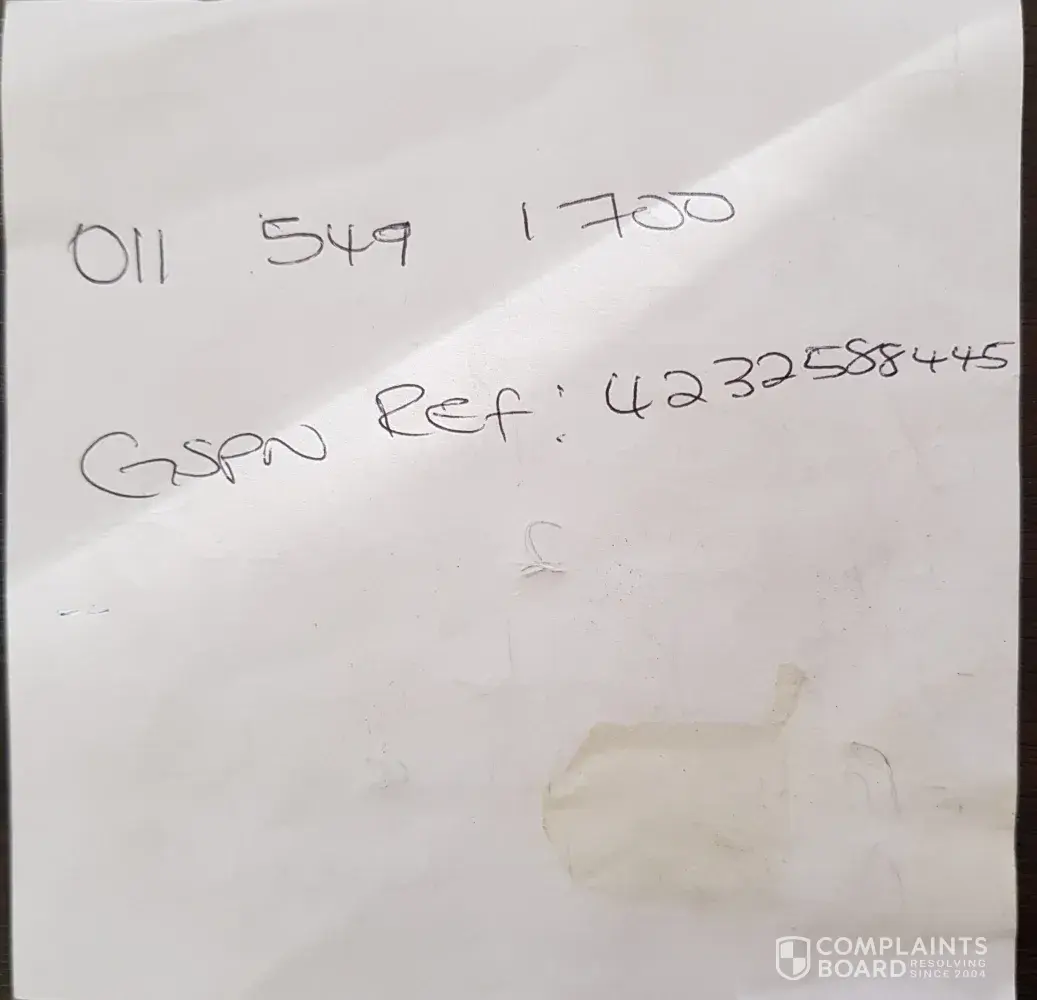 011 549 1700
GSPN Ref: 4232588445
COMPLAINTS
BOARD RESOLVING
SINCE 2004